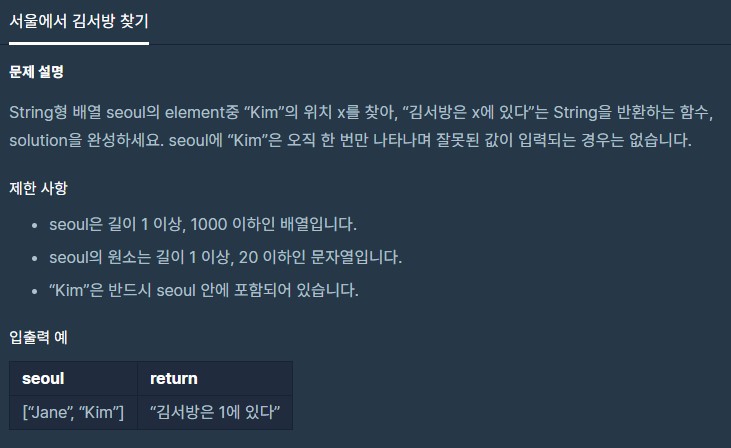 서울에서 김서방 찾기
문제 설명
String형 배열 seoul의 element중 “Kim”의 위치 x를 찾아, “김서방은 x에 있다”는 String을 반환하는 함수,
solution을 완성하세요. seoul에 “Kim”은 오직 한 번만 나타나며 잘못된 값이 입력되는 경우는 없습니다.
제한 사항
• seoul은 길이 1 이상, 1000 이하인 배열입니다.
• seoul의 원소는 길이 1 이상, 20 이하인 문자열입니다.
• “Kim”은 반드시 seoul 안에 포함되어 있습니다.
입출력 예
seoul return
[“Jane”, “Kim”] “김서방은 1에 있다”